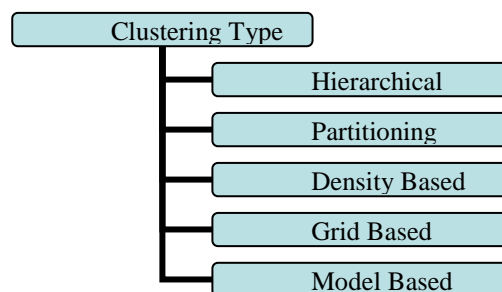 Clustering Type
Hierarchical
Partitioning
Density Based
Grid Based
Model Based